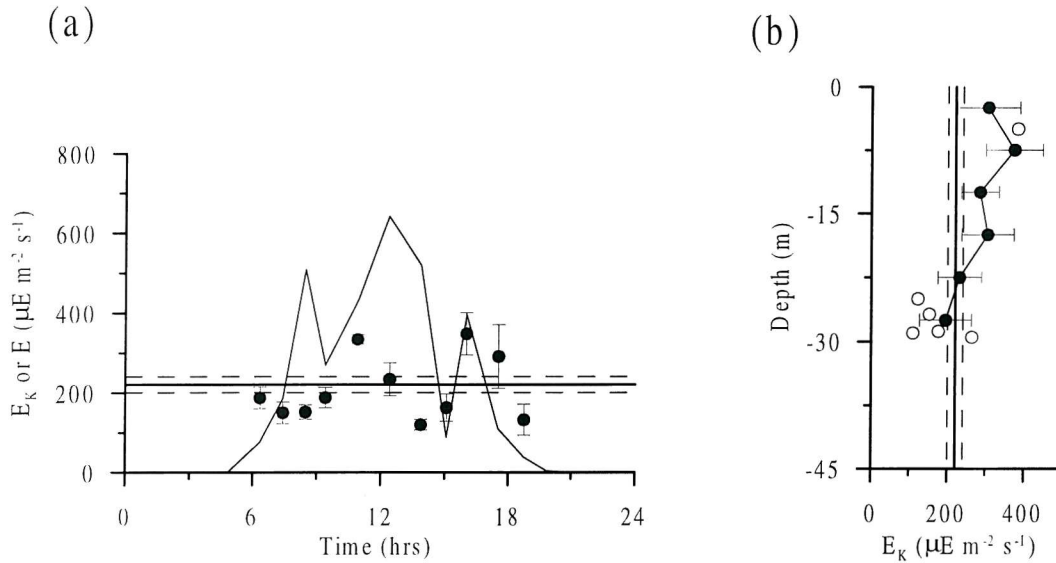 (a)
800
600
400
200
0
E_K or E (µE m⁻² s⁻¹)
0 6 12 18 24
Time (hrs)
(b)
0
-15
-30
-45
Depth (m)
0 200 400
E_K (µE m⁻² s⁻¹)